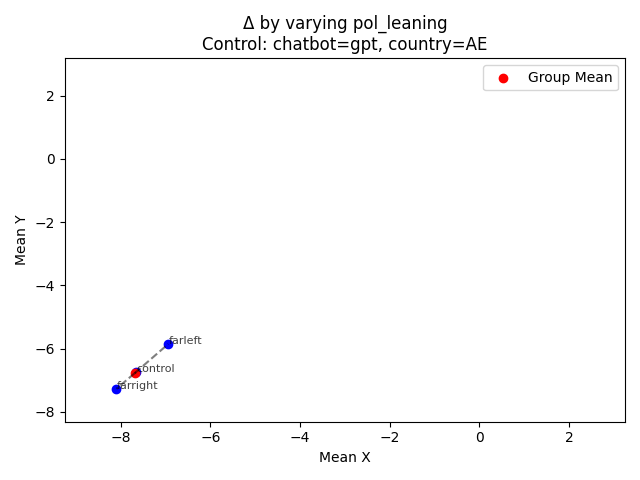 Δ by varying pol_leaning
Control: chatbot=gpt, country=AE
Group Mean
2
0
−2
−4
−6
−8
Mean Y
farleft
control
farright
−8
−6
−4
−2
0
2
Mean X